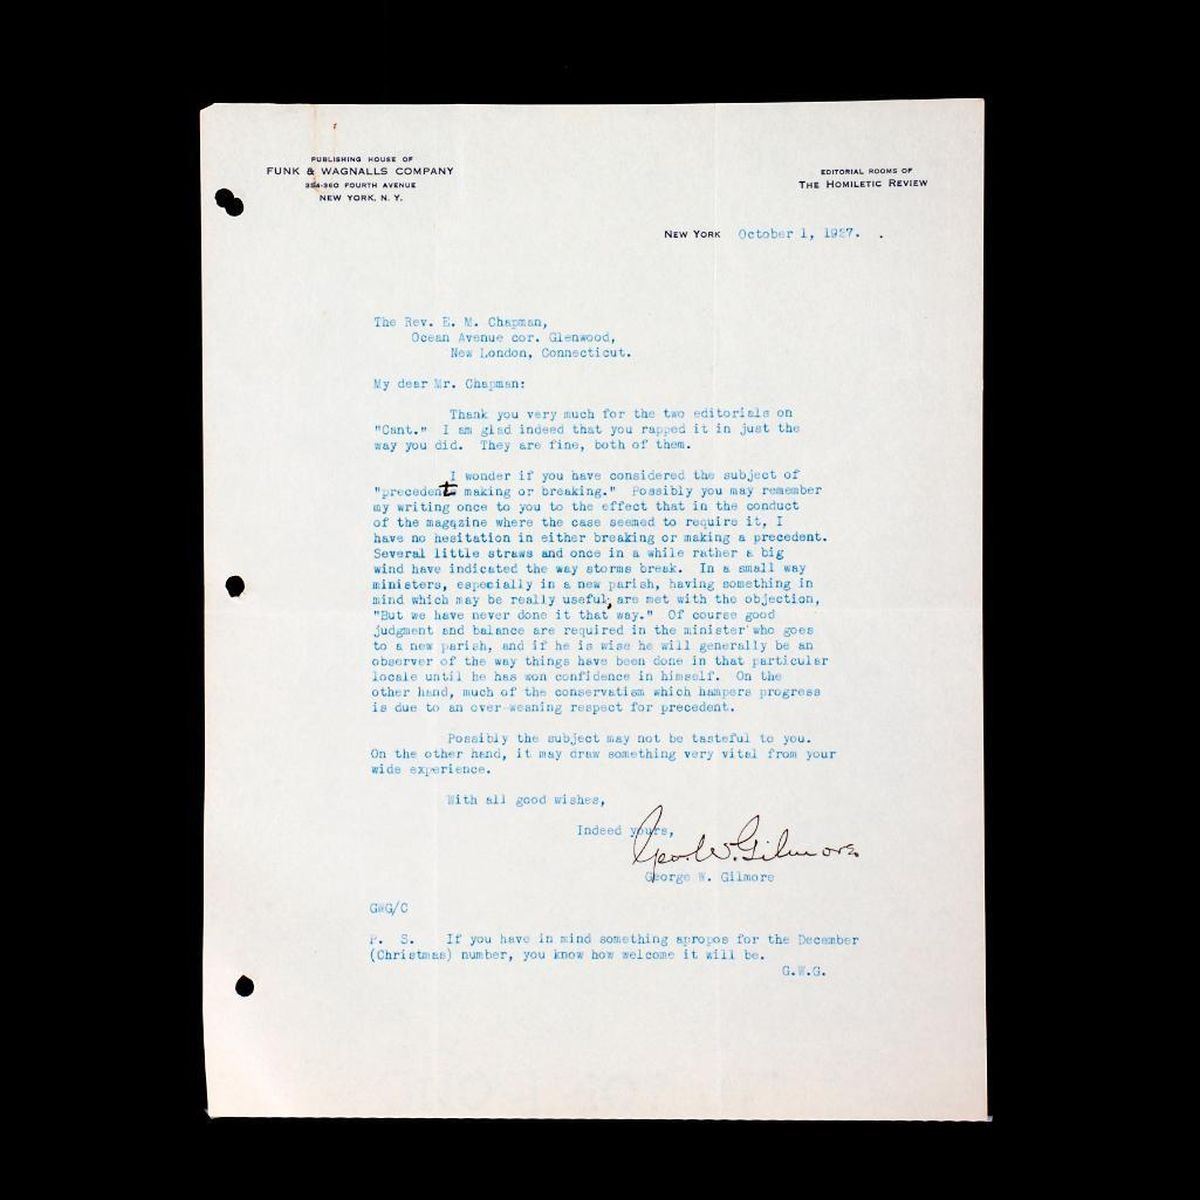 PUBLISHING HOUSE OF
FUNK & WAGNALLS COMPANY
354-360 FOURTH AVENUE
NEW YORK, N. Y.
EDITORIAL ROOMS OF
THE HOMILETIC REVIEW
NEW YORK October 1, 1927. .
The Rev. E. M. Chapman,
Ocean Avenue cor. Glenwood,
New London, Connecticut.
My dear Mr. Chapman:
Thank you very much for the two editorials on
"Cant." I am glad indeed that you rapped it in just the
way you did. They are fine, both of them.
I wonder if you have considered the subject of
"precedent making or breaking." Possibly you may remember
my writing once to you to the effect that in the conduct
of the magazine where the case seemed to require it, I
have no hesitation in either breaking or making a precedent.
Several little straws and once in a while rather a big
wind have indicated the way storms break. In a small way
ministers, especially in a new parish, having something in
mind which may be really useful, are met with the objection,
"But we have never done it that way." Of course good
judgment and balance are required in the minister who goes
to a new parish, and if he is wise he will generally be an
observer of the way things have been done in that particular
locale until he has won confidence in himself. On the
other hand, much of the conservatism which hampers progress
is due to an over-weaning respect for precedent.
Possibly the subject may not be tasteful to you.
On the other hand, it may draw something very vital from your
wide experience.
With all good wishes,
Indeed yours,
Geo. W. Gilmore
George W. Gilmore
GWG/C
P. S. If you have in mind something apropos for the December
(Christmas) number, you know how welcome it will be.
G.W.G.